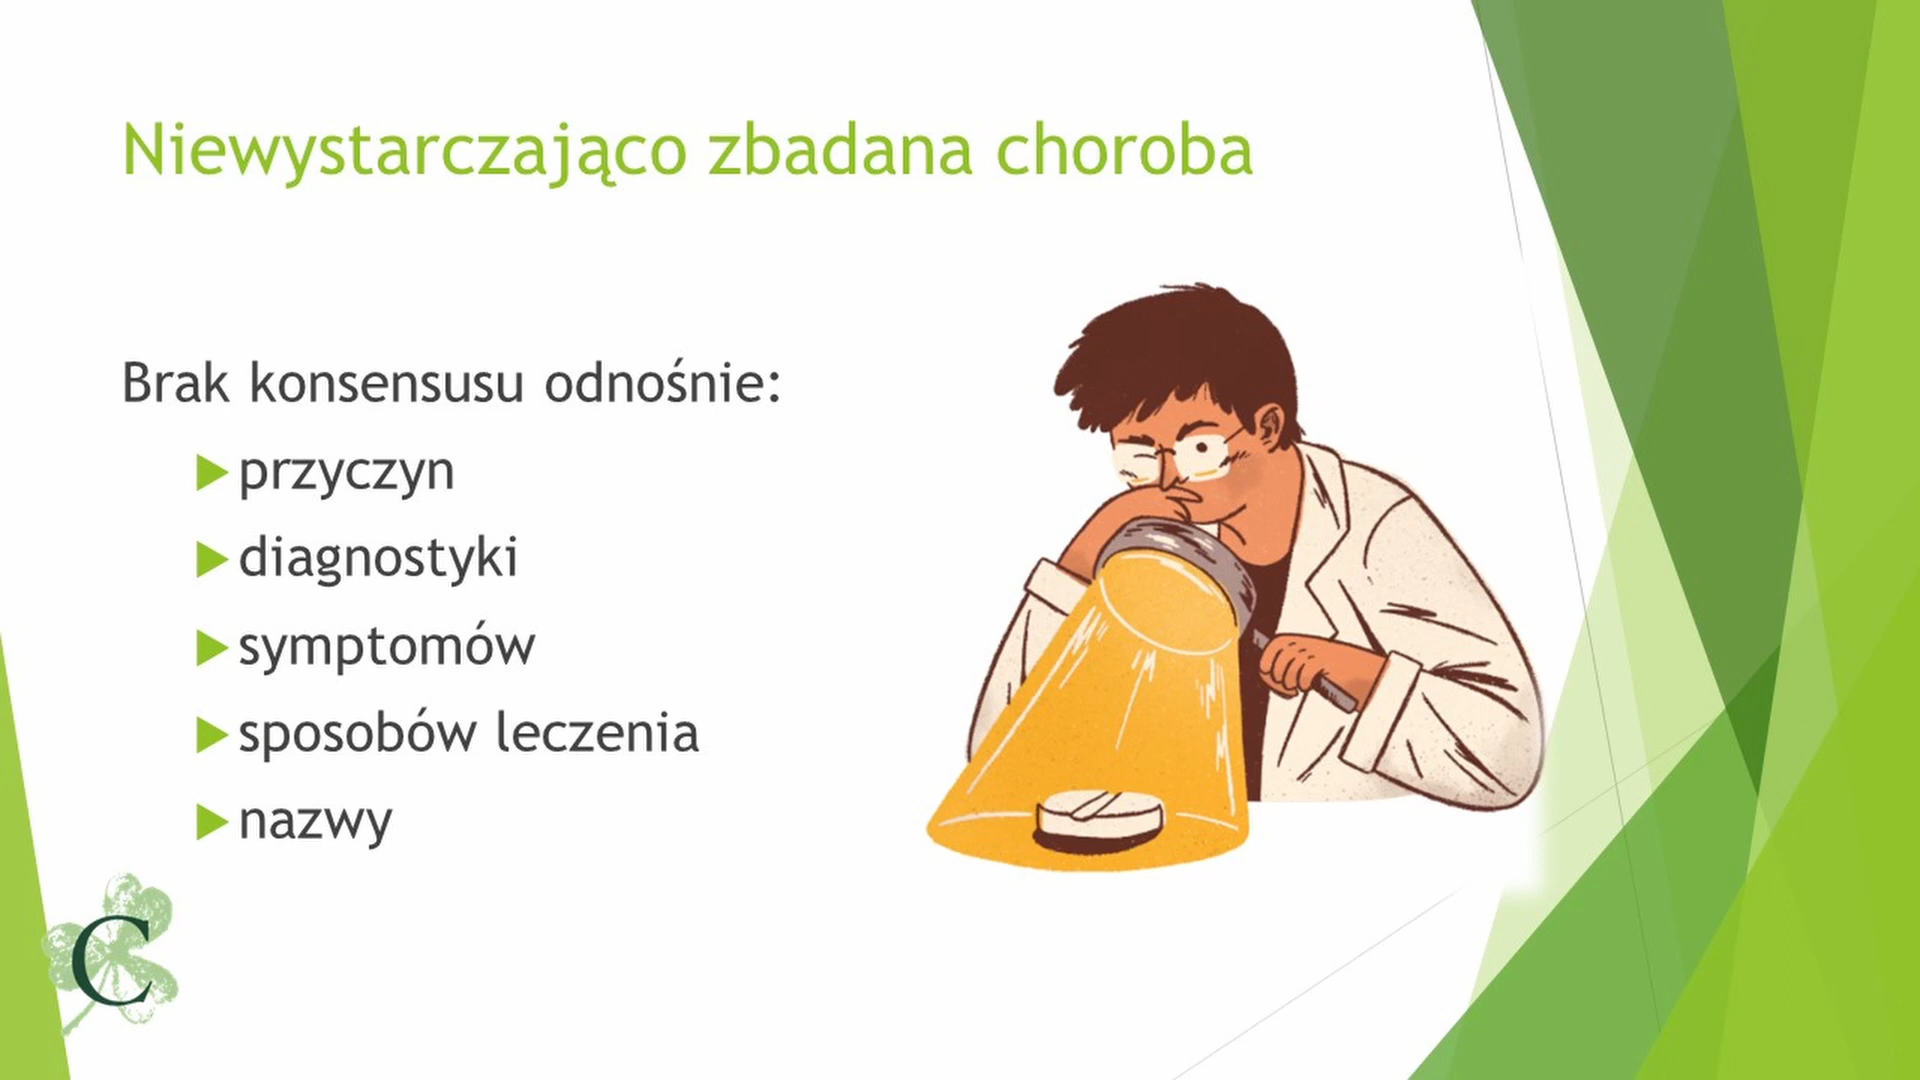 Niewystarczająco zbadana choroba
Brak konsensusu odnośnie:
przyczyn
diagnostyki
symptomów
sposobów leczenia
nazwy
C